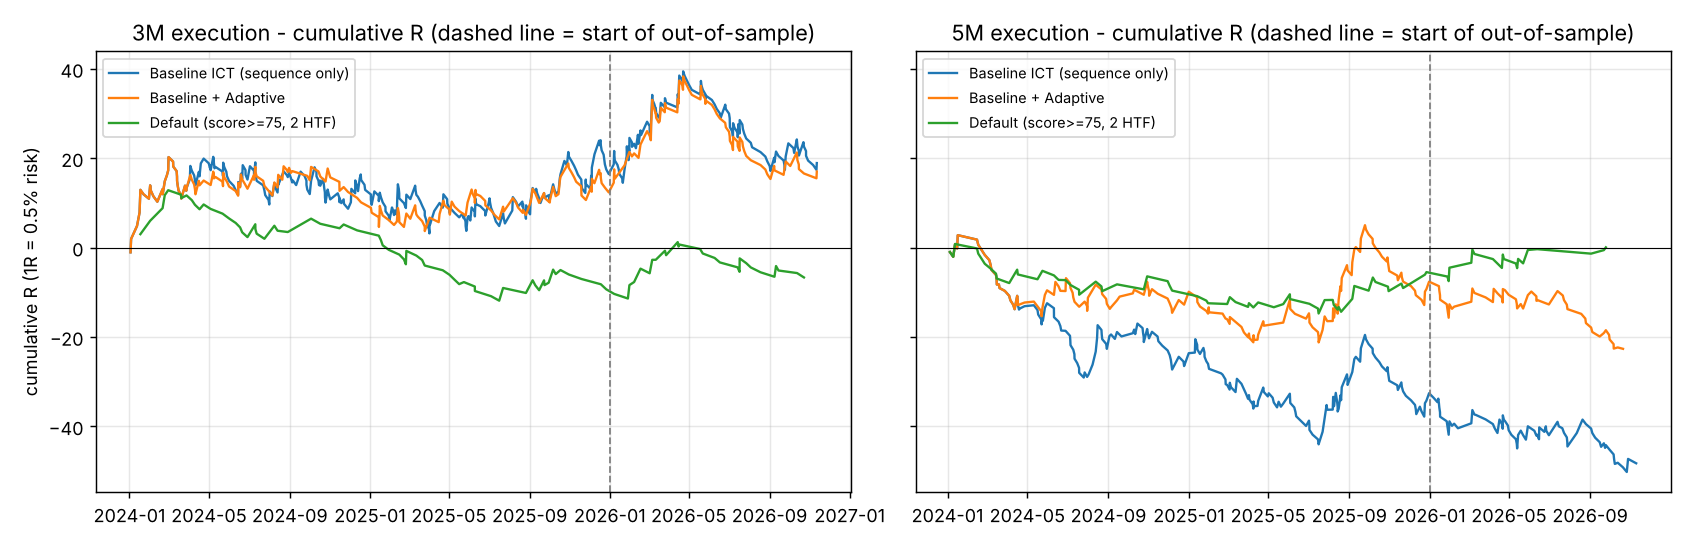 3M execution - cumulative R (dashed line = start of out-of-sample)
Baseline ICT (sequence only)
Baseline + Adaptive
Default (score>=75, 2 HTF)
cumulative R (1R = 0.5% risk)
40
20
0
−20
−40
2024-01 2024-05 2024-09 2025-01 2025-05 2025-09 2026-01 2026-05 2026-09 2027-01
5M execution - cumulative R (dashed line = start of out-of-sample)
Baseline ICT (sequence only)
Baseline + Adaptive
Default (score>=75, 2 HTF)
2024-01 2024-05 2024-09 2025-01 2025-05 2025-09 2026-01 2026-05 2026-09